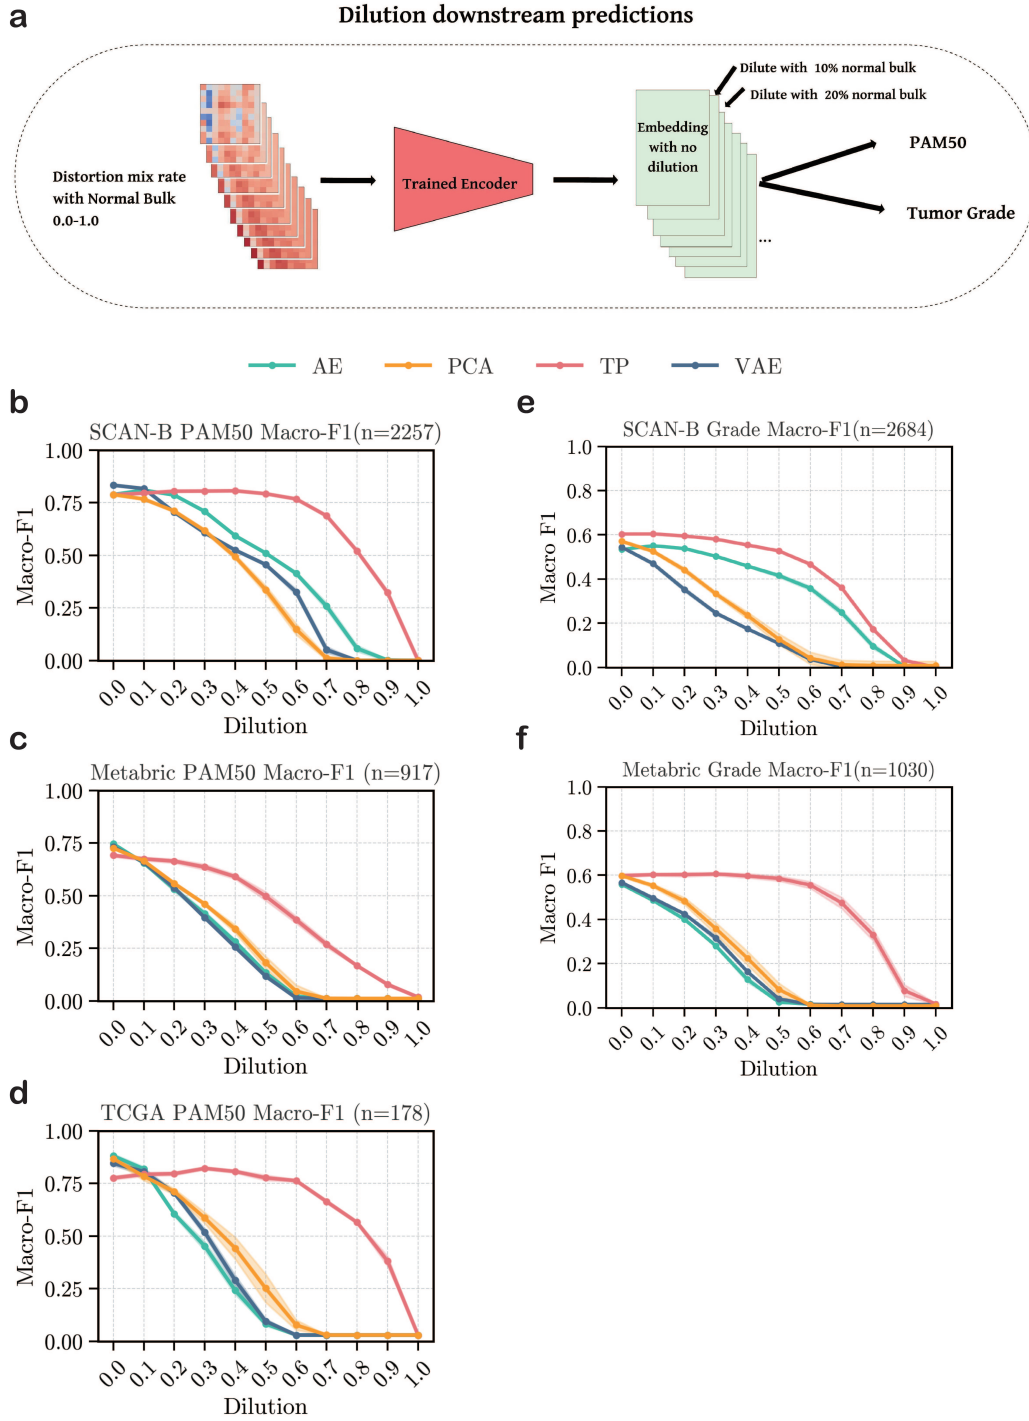 a
Dilution downstream predictions
Dilute with 10% normal bulk
Dilute with 20% normal bulk
Distortion mix rate
with Normal Bulk
0.0-1.0
Trained Encoder
Embedding
with no
dilution
...
PAM50
Tumor Grade
AE PCA TP VAE
b
SCAN-B PAM50 Macro-F1(n=2257)
Macro-F1
1.00
0.75
0.50
0.25
0.00
0.0 0.1 0.2 0.3 0.4 0.5 0.6 0.7 0.8 0.9 1.0
Dilution
c
Metabric PAM50 Macro-F1 (n=917)
Macro-F1
1.00
0.75
0.50
0.25
0.00
0.0 0.1 0.2 0.3 0.4 0.5 0.6 0.7 0.8 0.9 1.0
Dilution
d
TCGA PAM50 Macro-F1 (n=178)
Macro-F1
1.00
0.75
0.50
0.25
0.00
0.0 0.1 0.2 0.3 0.4 0.5 0.6 0.7 0.8 0.9 1.0
Dilution
e
SCAN-B Grade Macro-F1(n=2684)
Macro F1
1.0
0.8
0.6
0.4
0.2
0.0
0.0 0.1 0.2 0.3 0.4 0.5 0.6 0.7 0.8 0.9 1.0
Dilution
f
Metabric Grade Macro-F1(n=1030)
Macro F1
1.0
0.8
0.6
0.4
0.2
0.0
0.0 0.1 0.2 0.3 0.4 0.5 0.6 0.7 0.8 0.9 1.0
Dilution